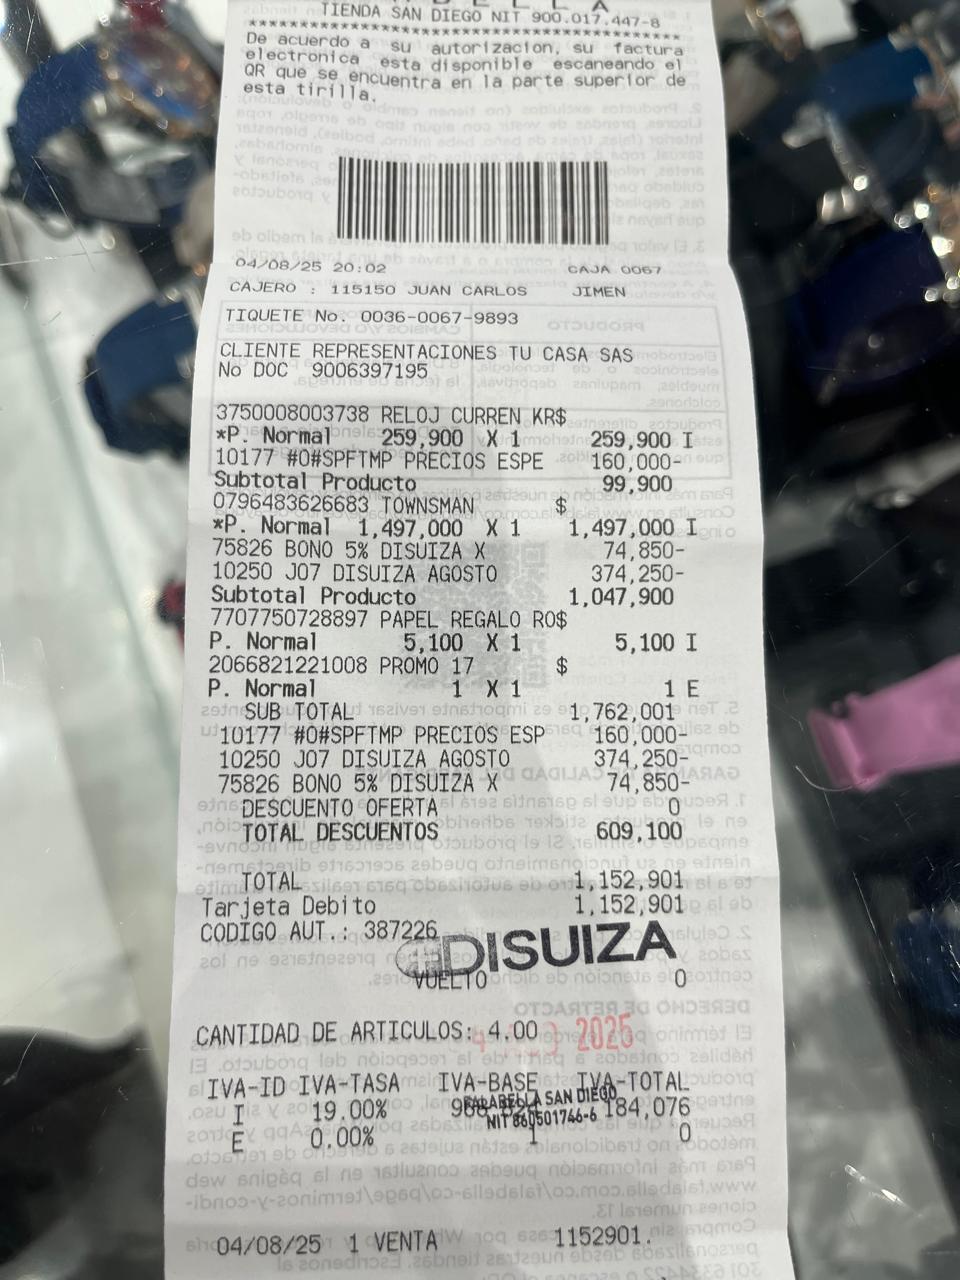 TIENDA SAN DIEGO NIT 900.017.447-8
De acuerdo a su autorizacion, su factura
electronica esta disponible escaneando el
QR que se encuentra en la parte superior de
esta tirilla.
04/08/25 20:02 CAJA 0067
CAJERO : 115150 JUAN CARLOS JIMEN
TIQUETE No. 0036-0067-9893
CLIENTE REPRESENTACIONES TU CASA SAS
No DOC 9006397195
3750008003738 RELOJ CURREN KR$
*P. Normal 259,900 X 1 259,900 I
10177 #O#SPFTMP PRECIOS ESPE 160,000-
Subtotal Producto 99,900
0796483626683 TOWNSMAN $
*P. Normal 1,497,000 X 1 1,497,000 I
75826 BONO 5% DISUIZA X 74,850-
10250 J07 DISUIZA AGOSTO 374,250-
Subtotal Producto 1,047,900
7707750728897 PAPEL REGALO RO$
P. Normal 5,100 X 1 5,100 I
2066821221008 PROMO 17 $
P. Normal 1 X 1 1 E
SUB TOTAL 1,762,001
10177 #O#SPFTMP PRECIOS ESP 160,000-
10250 J07 DISUIZA AGOSTO 374,250-
75826 BONO 5% DISUIZA X 74,850-
DESCUENTO OFERTA 0
TOTAL DESCUENTOS 609,100
TOTAL 1,152,901
Tarjeta Debito 1,152,901
CODIGO AUT.: 387226
DISUIZA
VUELTO 0
CANTIDAD DE ARTICULOS: 4.00
2025
IVA-ID IVA-TASA IVA-BASE IVA-TOTAL
FALABELLA SAN DIEGO
I 19.00% 184,076
NIT 860501766-6
E 0.00% 1 0
04/08/25 1 VENTA 1152901.